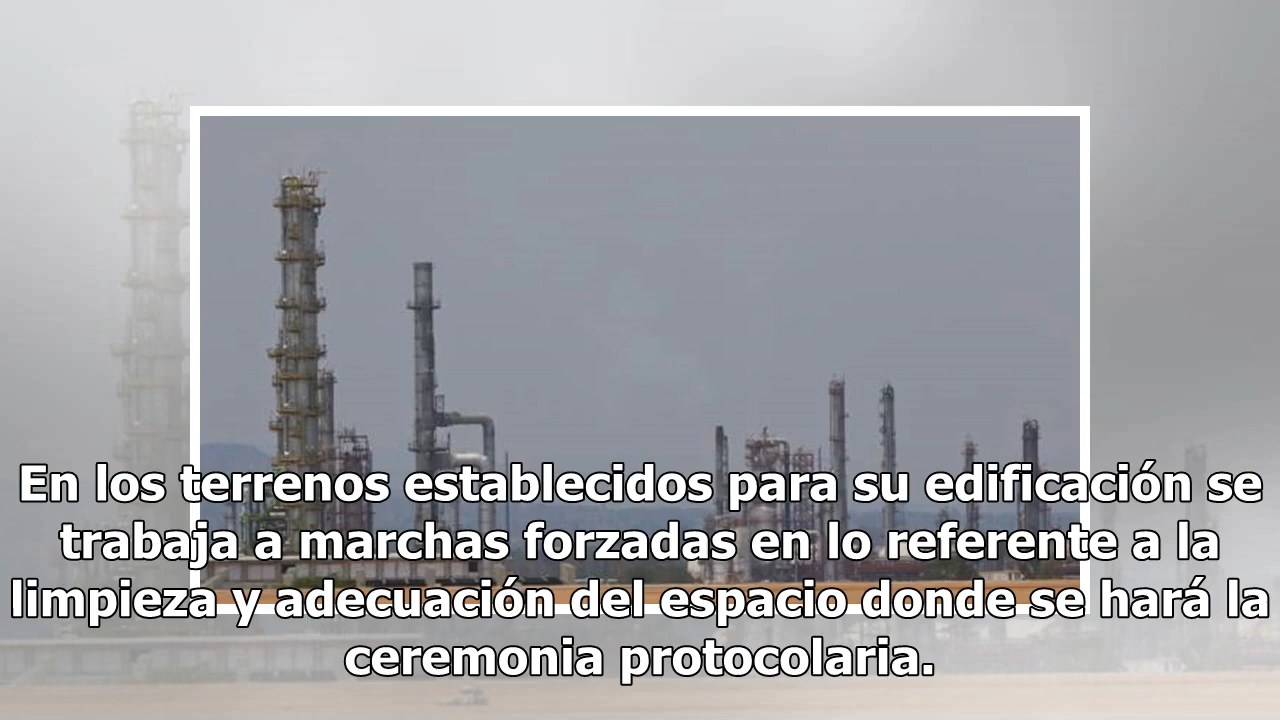 En los terrenos establecidos para su edificación se
trabaja a marchas forzadas en lo referente a la
limpieza y adecuación del espacio donde se hará la
ceremonia protocolaria.